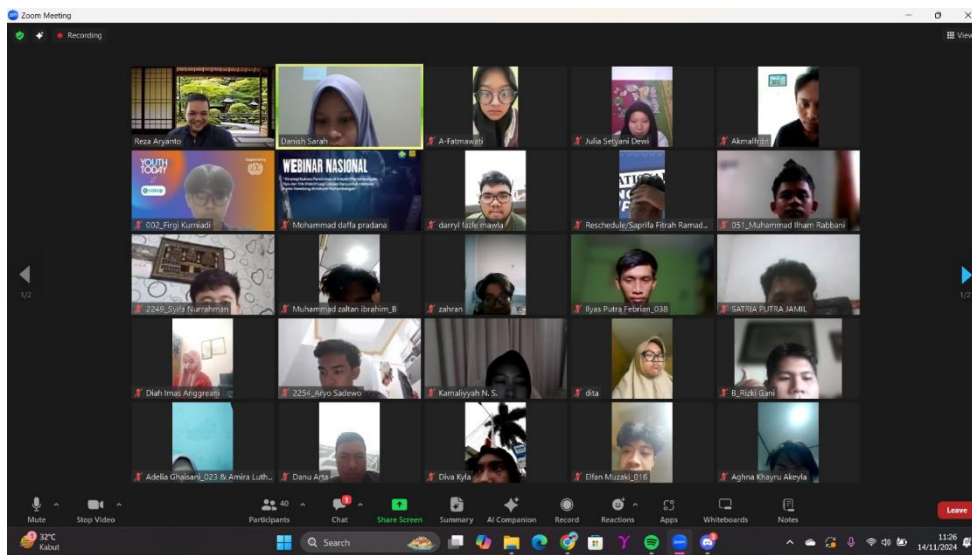 Zoom Meeting
Recording
View
Reza Aryanto
Danish Sarah
A-Fatmawati
Julia Setyani Dewi
Akmalfrdn
YOUTH TODAY
cakap
002_Firgi Kurniadi
WEBINAR NASIONAL
Mohammad daffa pradana
darryl fazle mawla
Reschedule/Saprifa Fitrah Ramad...
051_Muhammad Ilham Rabbani
2249_Syifa Nurrahman
Muhammad zaltan ibrahim_B
zahran
Ilyas Putra Febrian_038
SATRIA PUTRA JAMIL
1/2
1/2
Diah Imas Anggreani
2254_Aryo Sadewo
Kamaliyyah N. S.
dita
B_Rizki Gani
Adelia Ghaisani_023 & Amira Luth...
Danu Arta
Diva Kyla
Elfan Muzaki_016
Aghna Khayru Akeyla
Mute
Stop Video
40
Participants
1
Chat
Share Screen
Summary
AI Companion
Record
Reactions
Apps
Whiteboards
Notes
Leave
32°C
Kabut
Search
11:26
14/11/2024